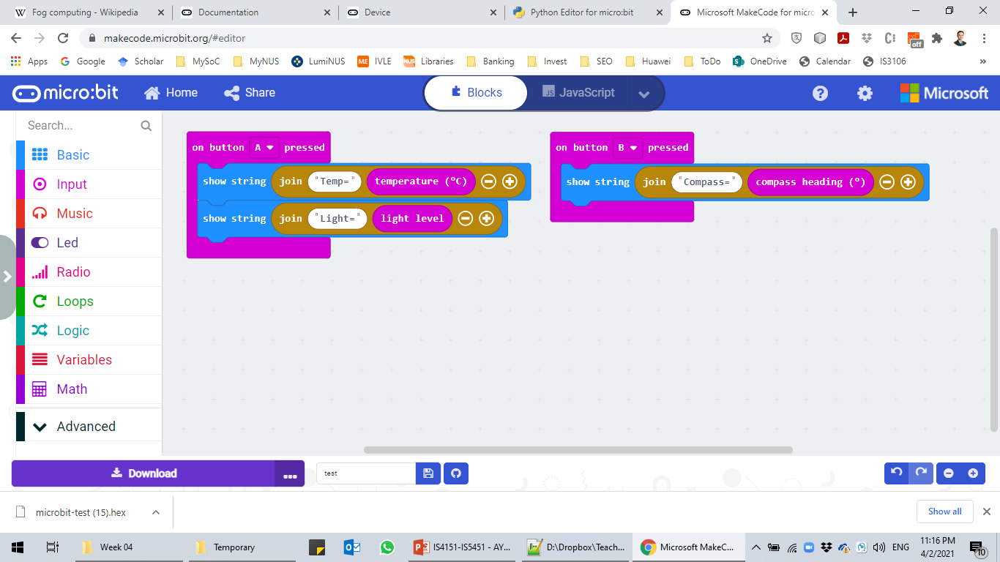 Fog computing - Wikipedia
Documentation
Device
Python Editor for micro:bit
Microsoft MakeCode for micro
makecode.microbit.org/#editor
off
Apps Google Scholar MySoC MyNUS LumiNUS IVLE Libraries Banking Invest SEO Huawei ToDo OneDrive Calendar IS3106 »
micro:bit Home Share Blocks JavaScript Microsoft
Search...
Basic
Input
Music
Led
Radio
Loops
Logic
Variables
Math
Advanced
on button A pressed
show string join "Temp=" temperature (°C)
show string join "Light=" light level
on button B pressed
show string join "Compass=" compass heading (°)
Download ... test
microbit-test (15).hex
Show all
Week 04
Temporary
IS4151-IS5451 - AY...
D:\Dropbox\Teach...
Microsoft MakeC...
ENG
11:16 PM
4/2/2021
10